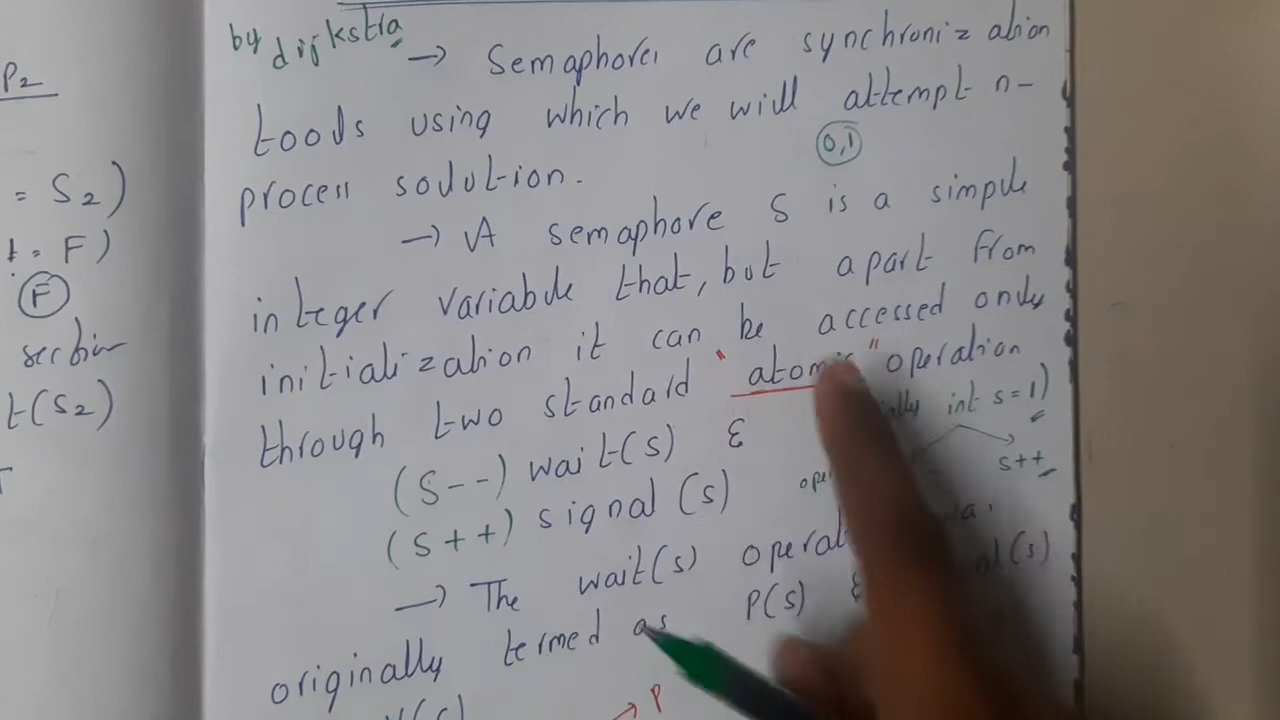 P2
= S2)
t = F)
F
section
t(S2)
by dijkstra
→ Semaphores are synchronization
tools using which we will attempt n-
process solution.
0,1
→ A semaphore S is a simple
integer variable that, but apart from
initialization it can be accessed only
through two standard "atomic" operation
int s=1)
(S--) wait(s) &
s++
(S++) signal(s)
→ The wait(s)
originally termed as P(s) &
→ P